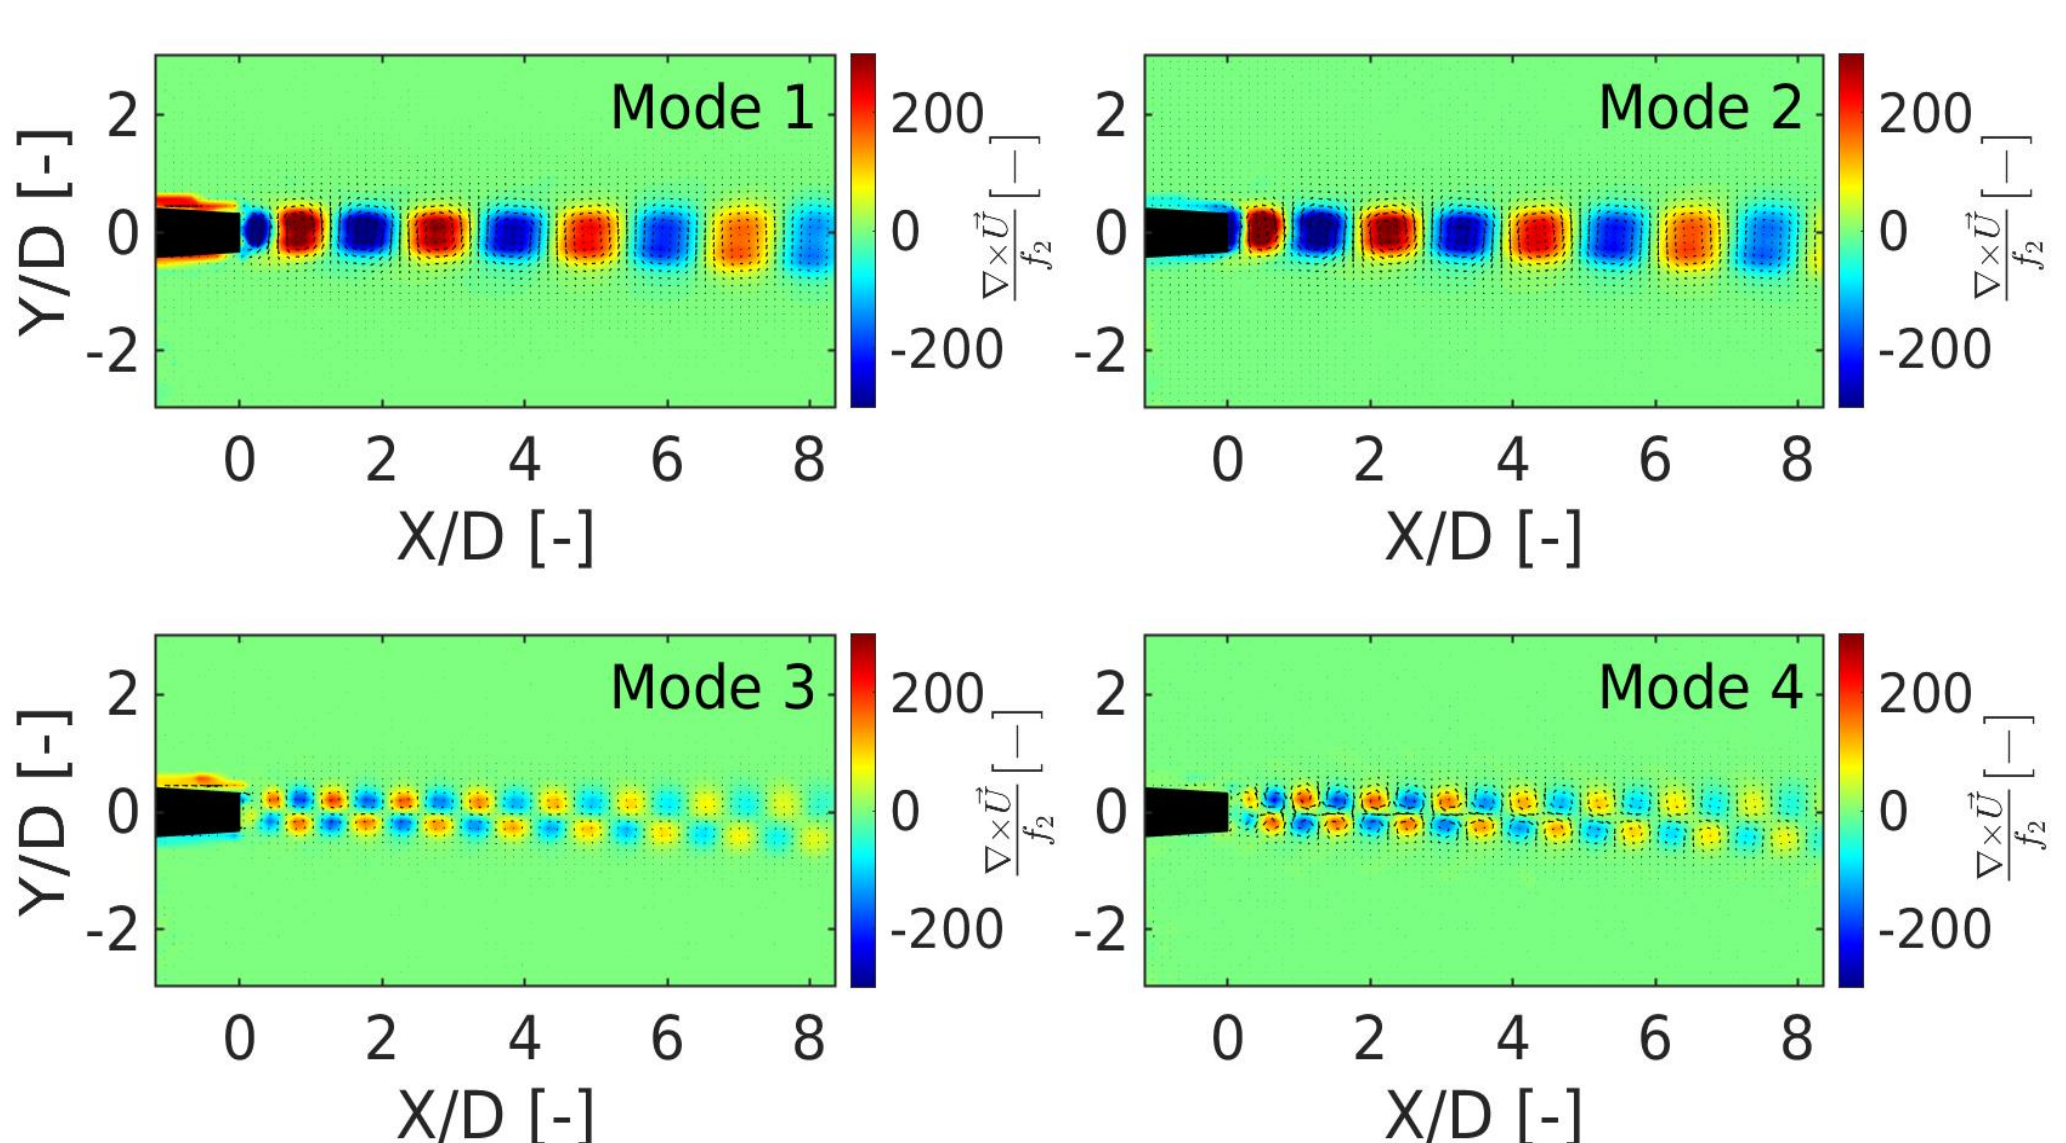 Mode 1
2
0
-2
Y/D [-]
0 2 4 6 8
X/D [-]
200
0
-200
∇×U⃗ / f₂ [—]
Mode 2
2
0
-2
0 2 4 6 8
X/D [-]
200
0
-200
∇×U⃗ / f₂ [—]
Mode 3
2
0
-2
Y/D [-]
0 2 4 6 8
X/D [-]
200
0
-200
∇×U⃗ / f₂ [—]
Mode 4
2
0
-2
0 2 4 6 8
X/D [-]
200
0
-200
∇×U⃗ / f₂ [—]